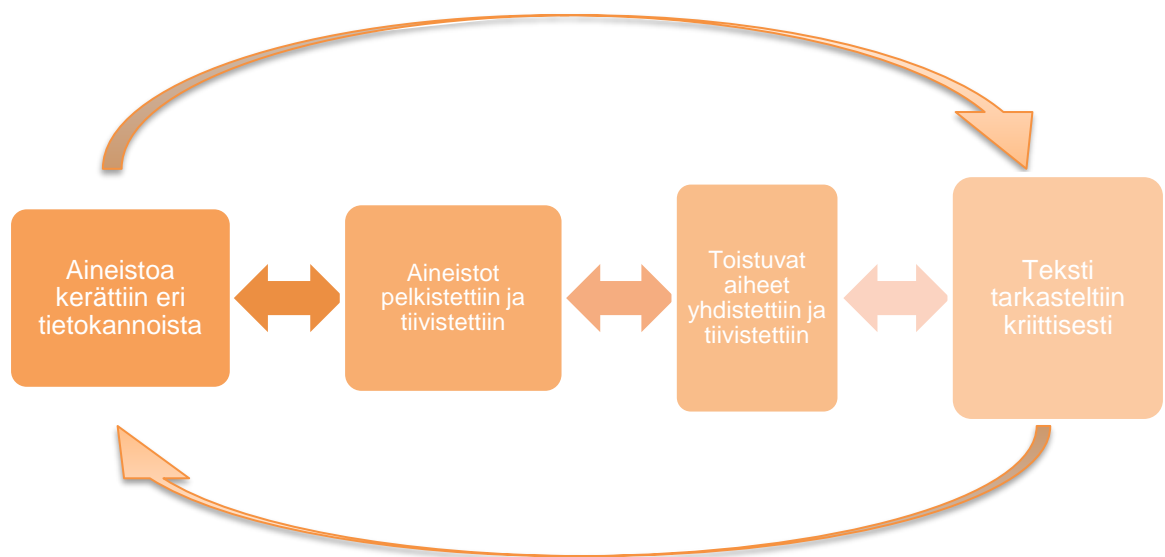 Aineistoa
kerättiin eri
tietokannoista
Aineistot
pelkistettiin ja
tiivistettiin
Toistuvat
aiheet
yhdistettiin ja
tiivistettiin
Teksti
tarkasteltiin
kriittisesti